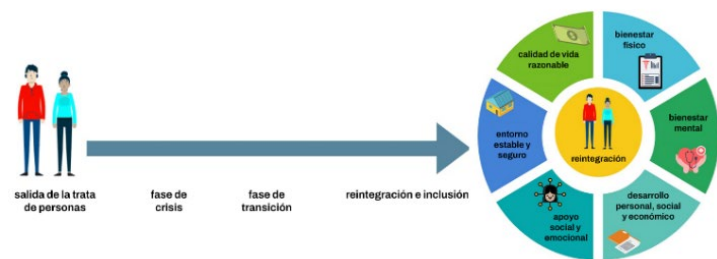 salida de la trata
de personas
fase de
crisis
fase de
transición
reintegración e inclusión
calidad de vida
razonable
bienestar
físico
bienestar
mental
desarrollo
personal, social
y económico
apoyo
social y
emocional
entorno
estable y
seguro
reintegración